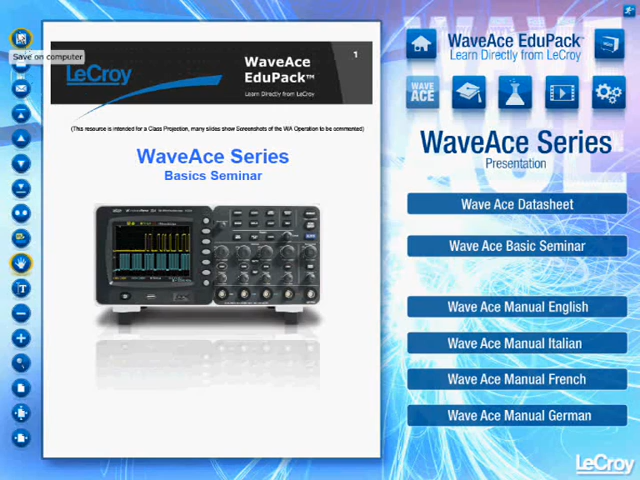 Save on computer
LeCroy
WaveAce
EduPack™
Learn Directly from LeCroy
1
(This resource is intended for a Class Projection, many slides show Screenshots of the WA Operation to be commented)
WaveAce Series
Basics Seminar
WaveAce EduPack™
Learn Directly from LeCroy
WAVE
ACE
WaveAce Series
Presentation
Wave Ace Datasheet
Wave Ace Basic Seminar
Wave Ace Manual English
Wave Ace Manual Italian
Wave Ace Manual French
Wave Ace Manual German
LeCroy